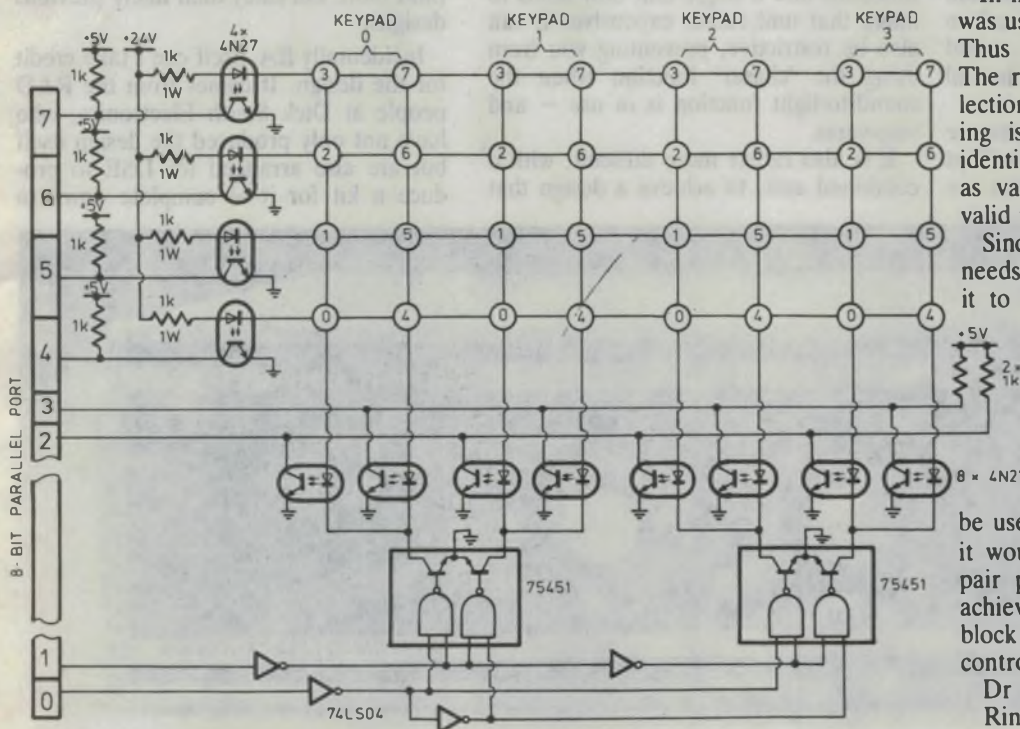 KEYPAD KEYPAD KEYPAD KEYPAD
0 1 2 3
+5V +24V 4× 4N27
1k 1k 1W
+5V
1k 1k 1W
+5V
1k 1k 1W
+5V
1k 1k 1W
3 7 3 7 3 7 3 7
2 6 2 6 2 6 2 6
1 5 1 5 1 5 1 5
0 4 0 4 0 4 0 4
7
6
5
4
3
2
1
0
8-BIT PARALLEL PORT
+5V
2×
1k
8 × 4N27
75451 75451
74LS04
was us
Thus
The r
lection
ing is
identi
as va
valid
Sinc
needs
it to
be use
it wou
pair p
achiev
block
contro
Dr
Rin